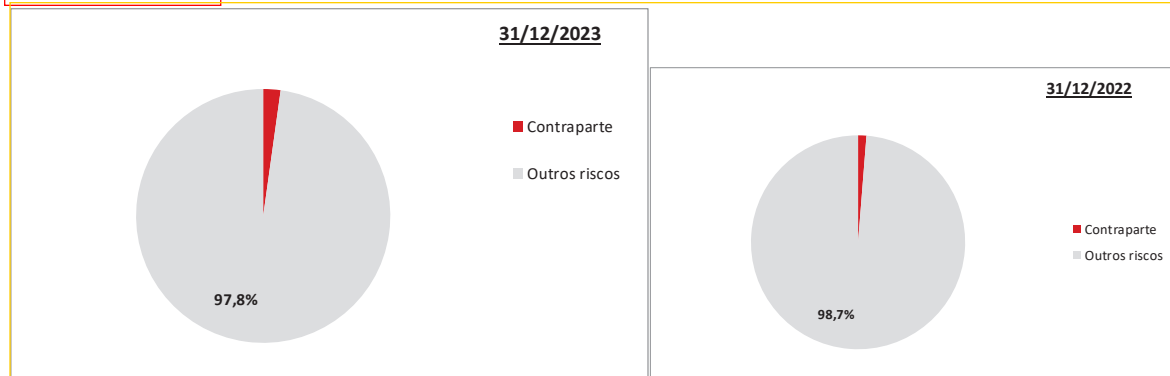 31/12/2023
Contraparte
Outros riscos
97,8%
31/12/2022
Contraparte
Outros riscos
98,7%